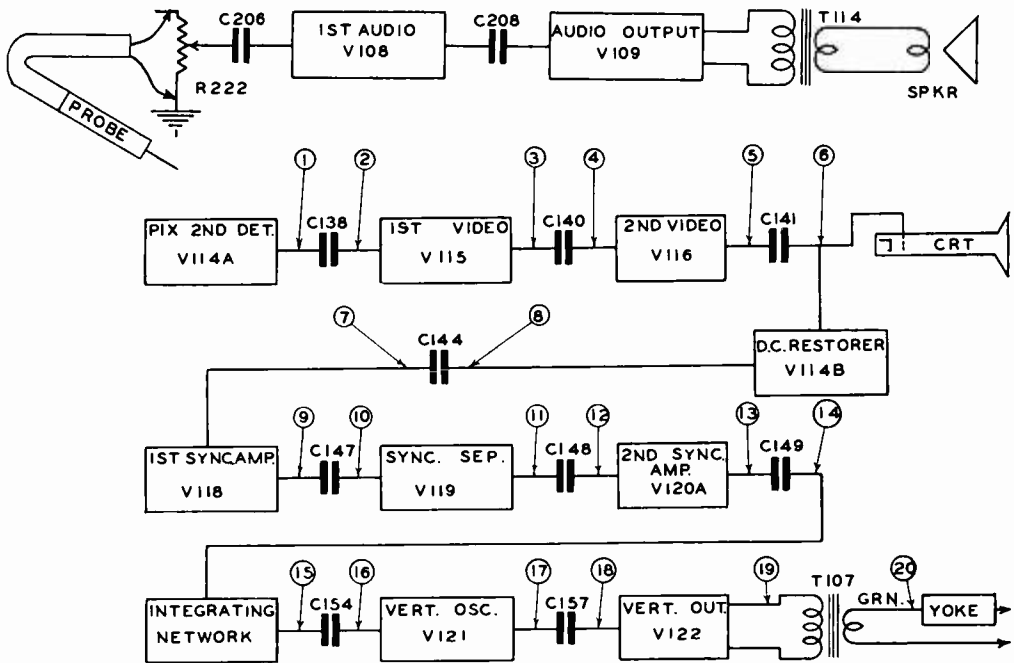 C206
1ST AUDIO
V108
C208
AUDIO OUTPUT
V109
T114
R222
SPKR
PROBE
1
2
3
4
5
6
PIX 2ND DET.
V114A
C138
1ST VIDEO
V115
C140
2ND VIDEO
V116
C141
CRT
7
C144
8
D.C. RESTORER
V114B
9
10
11
12
13
14
1ST SYNC.AMP.
V118
C147
SYNC. SEP.
V119
C148
2ND SYNC.
AMP.
V120A
C149
15
16
17
18
19
20
INTEGRATING
NETWORK
C154
VERT. OSC.
V121
C157
VERT. OUT.
V122
T107
GRN.
YOKE